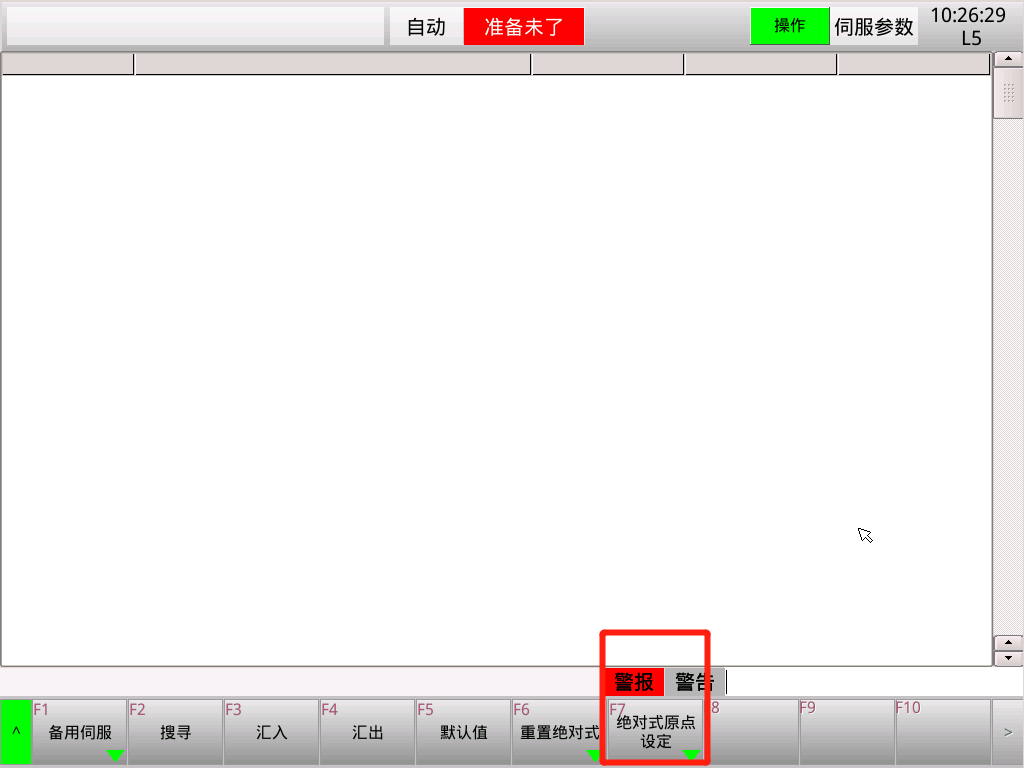 自动 准备未了 操作 伺服参数 10:26:29
L5
警报 警告
^ F1 F2 F3 F4 F5 F6 F7 8 F9 F10 >
备用伺服 搜寻 汇入 汇出 默认值 重置绝对式 绝对式原点
设定